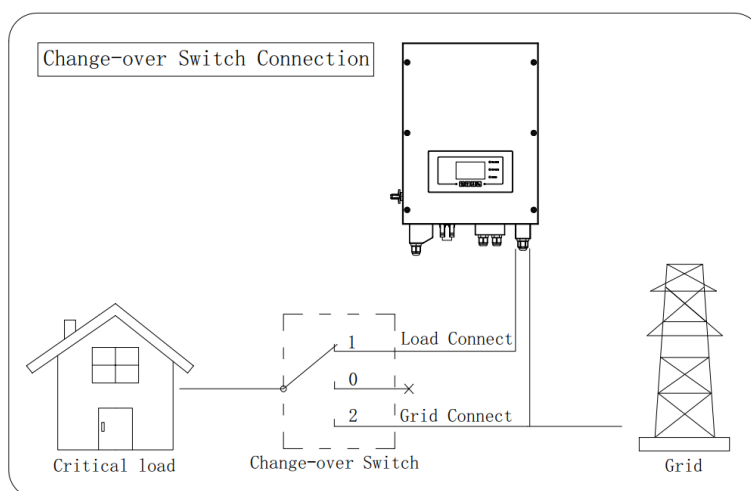 Change-over Switch Connection
1
Load Connect
0
2
Grid Connect
Critical load
Change-over Switch
Grid